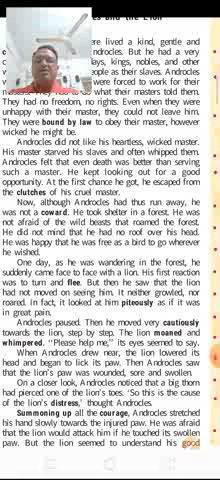 es and the Lion
ere lived a kind, gentle and
ndrocles. But he had a very
days, kings, nobles, and other
ople as their slaves. Androcles
were forced to work for their
what their masters told them.
They had no freedom, no rights. Even when they were
unhappy with their master, they could not leave him.
They were bound by law to obey their master, however
wicked he might be.
Androcles did not like his heartless, wicked master.
His master starved his slaves and often whipped them.
Androcles felt that even death was better than serving
such a master. He kept looking out for a good
opportunity. At the first chance he got, he escaped from
the clutches of his cruel master.
Now, although Androcles had thus run away, he
was not a coward. He took shelter in a forest. He was
not afraid of the wild beasts that roamed the forest.
He did not mind that he had no roof over his head.
He was happy that he was free as a bird to go wherever
he wished.
One day, as he was wandering in the forest, he
suddenly came face to face with a lion. His first reaction
was to turn and flee. But then he saw that the lion
had not moved on seeing him. It neither growled, nor
roared. In fact, it looked at him piteously as if it was
in great pain.
Androcles paused. Then he moved very cautiously
towards the lion, step by step. The lion moaned and
whimpered. "Please help me," its eyes seemed to say.
When Androcles drew near, the lion lowered its
head and began to lick its paw. Then Androcles saw
that the lion's paw was wounded, sore and swollen.
On a closer look, Androcles noticed that a big thorn
had pierced one of the lion's toes. 'So this is the cause
of the lion's distress,' thought Androcles.
Summoning up all the courage, Androcles stretched
his hand slowly towards the injured paw. He was afraid
that the lion would attack him if he touched its swollen
paw. But the lion seemed to understand his good